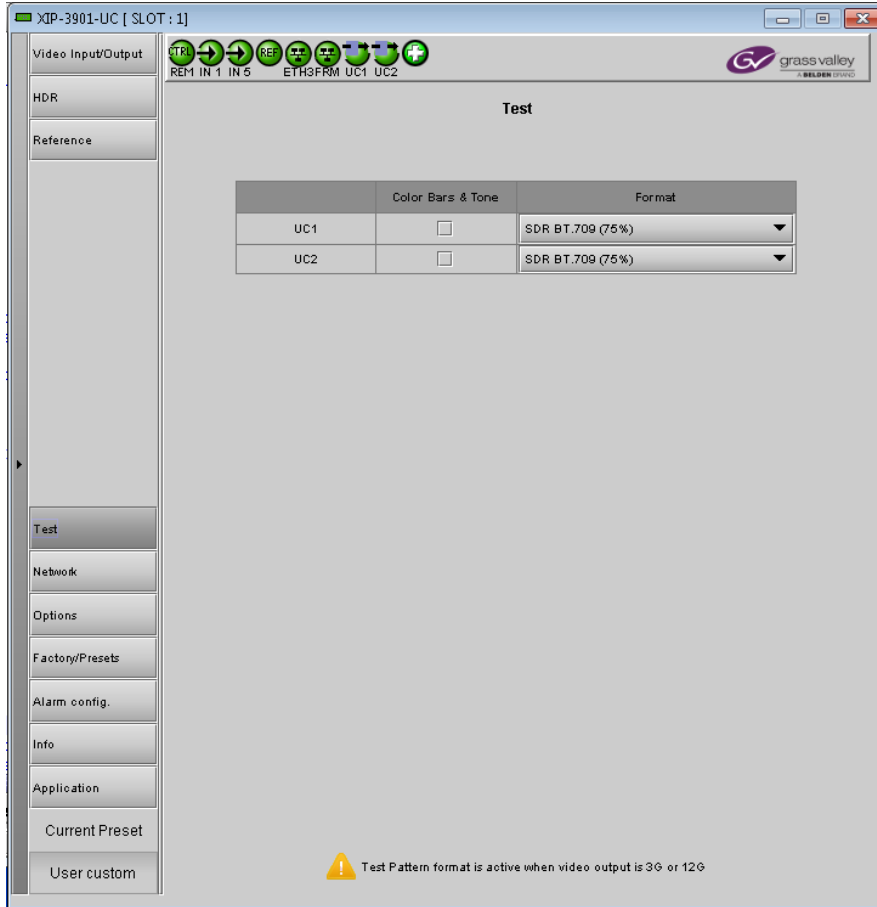 XIP-3901-UC [ SLOT : 1]
Video Input/Output
HDR
Reference
CTRL REF
REM IN 1 IN 5 ETH3FRM UC1 UC2
grass valley
A BELDEN BRAND
Test
Color Bars & Tone Format
UC1 SDR BT.709 (75%)
UC2 SDR BT.709 (75%)
Test
Network
Options
Factory/Presets
Alarm config.
Info
Application
Current Preset
User custom
Test Pattern format is active when video output is 3G or 12G